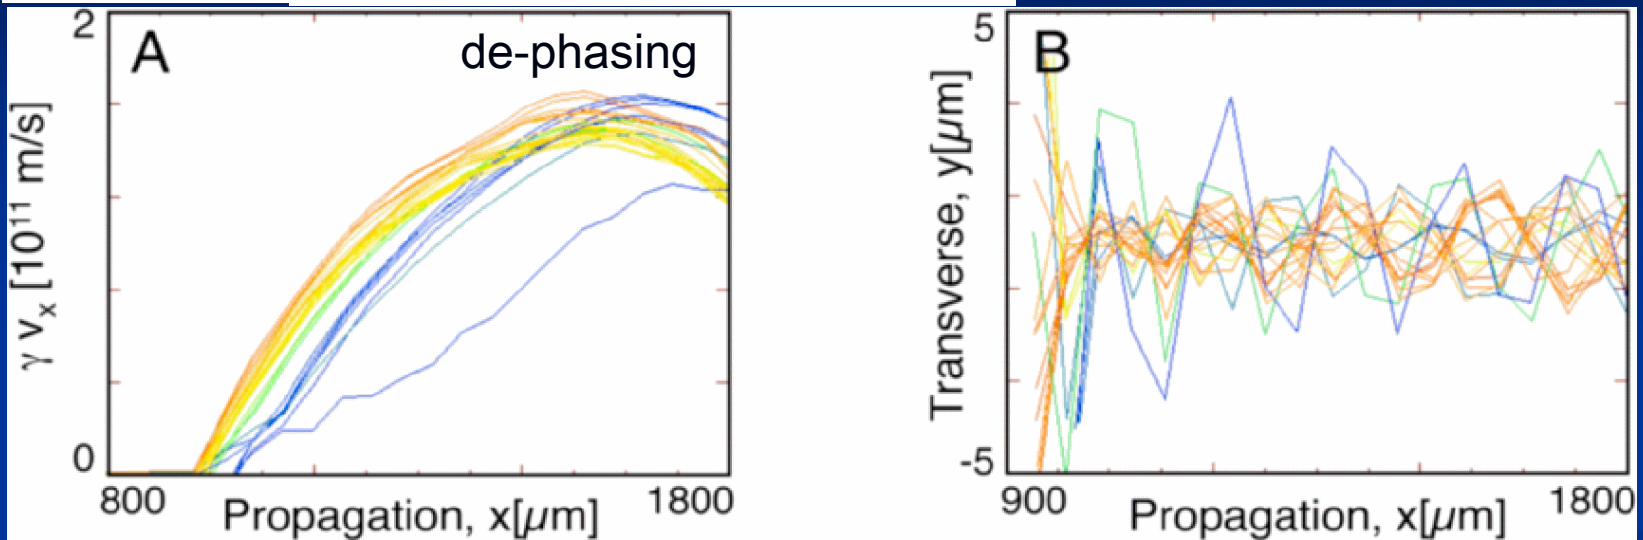 2
A
de-phasing
γ vₓ [10¹¹ m/s]
0
800
1800
Propagation, x[μm]
5
B
Transverse, y[μm]
-5
900
1800
Propagation, x[μm]